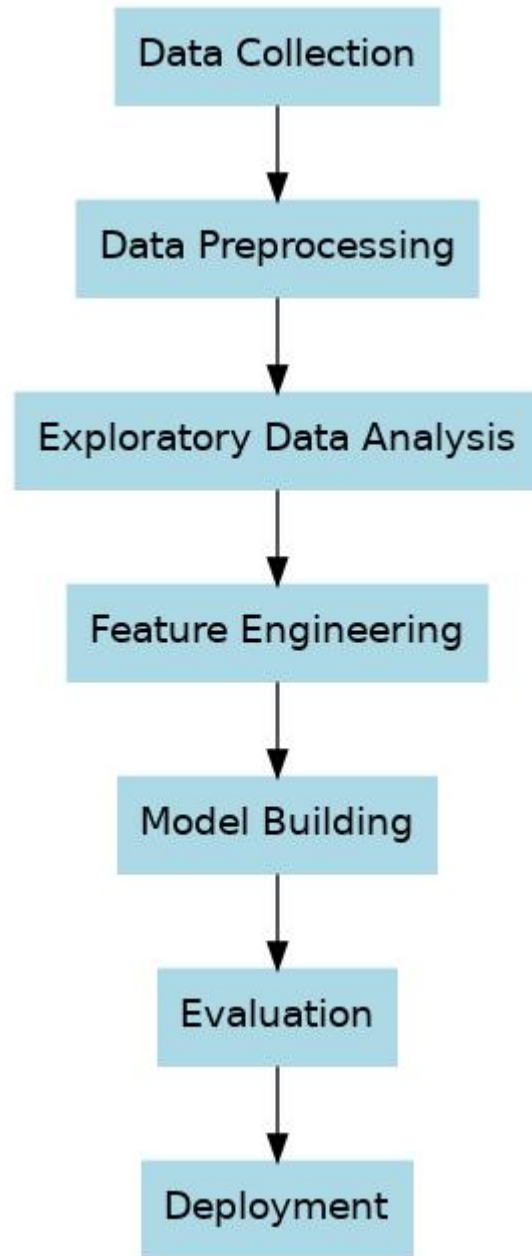 Data Collection
Data Preprocessing
Exploratory Data Analysis
Feature Engineering
Model Building
Evaluation
Deployment